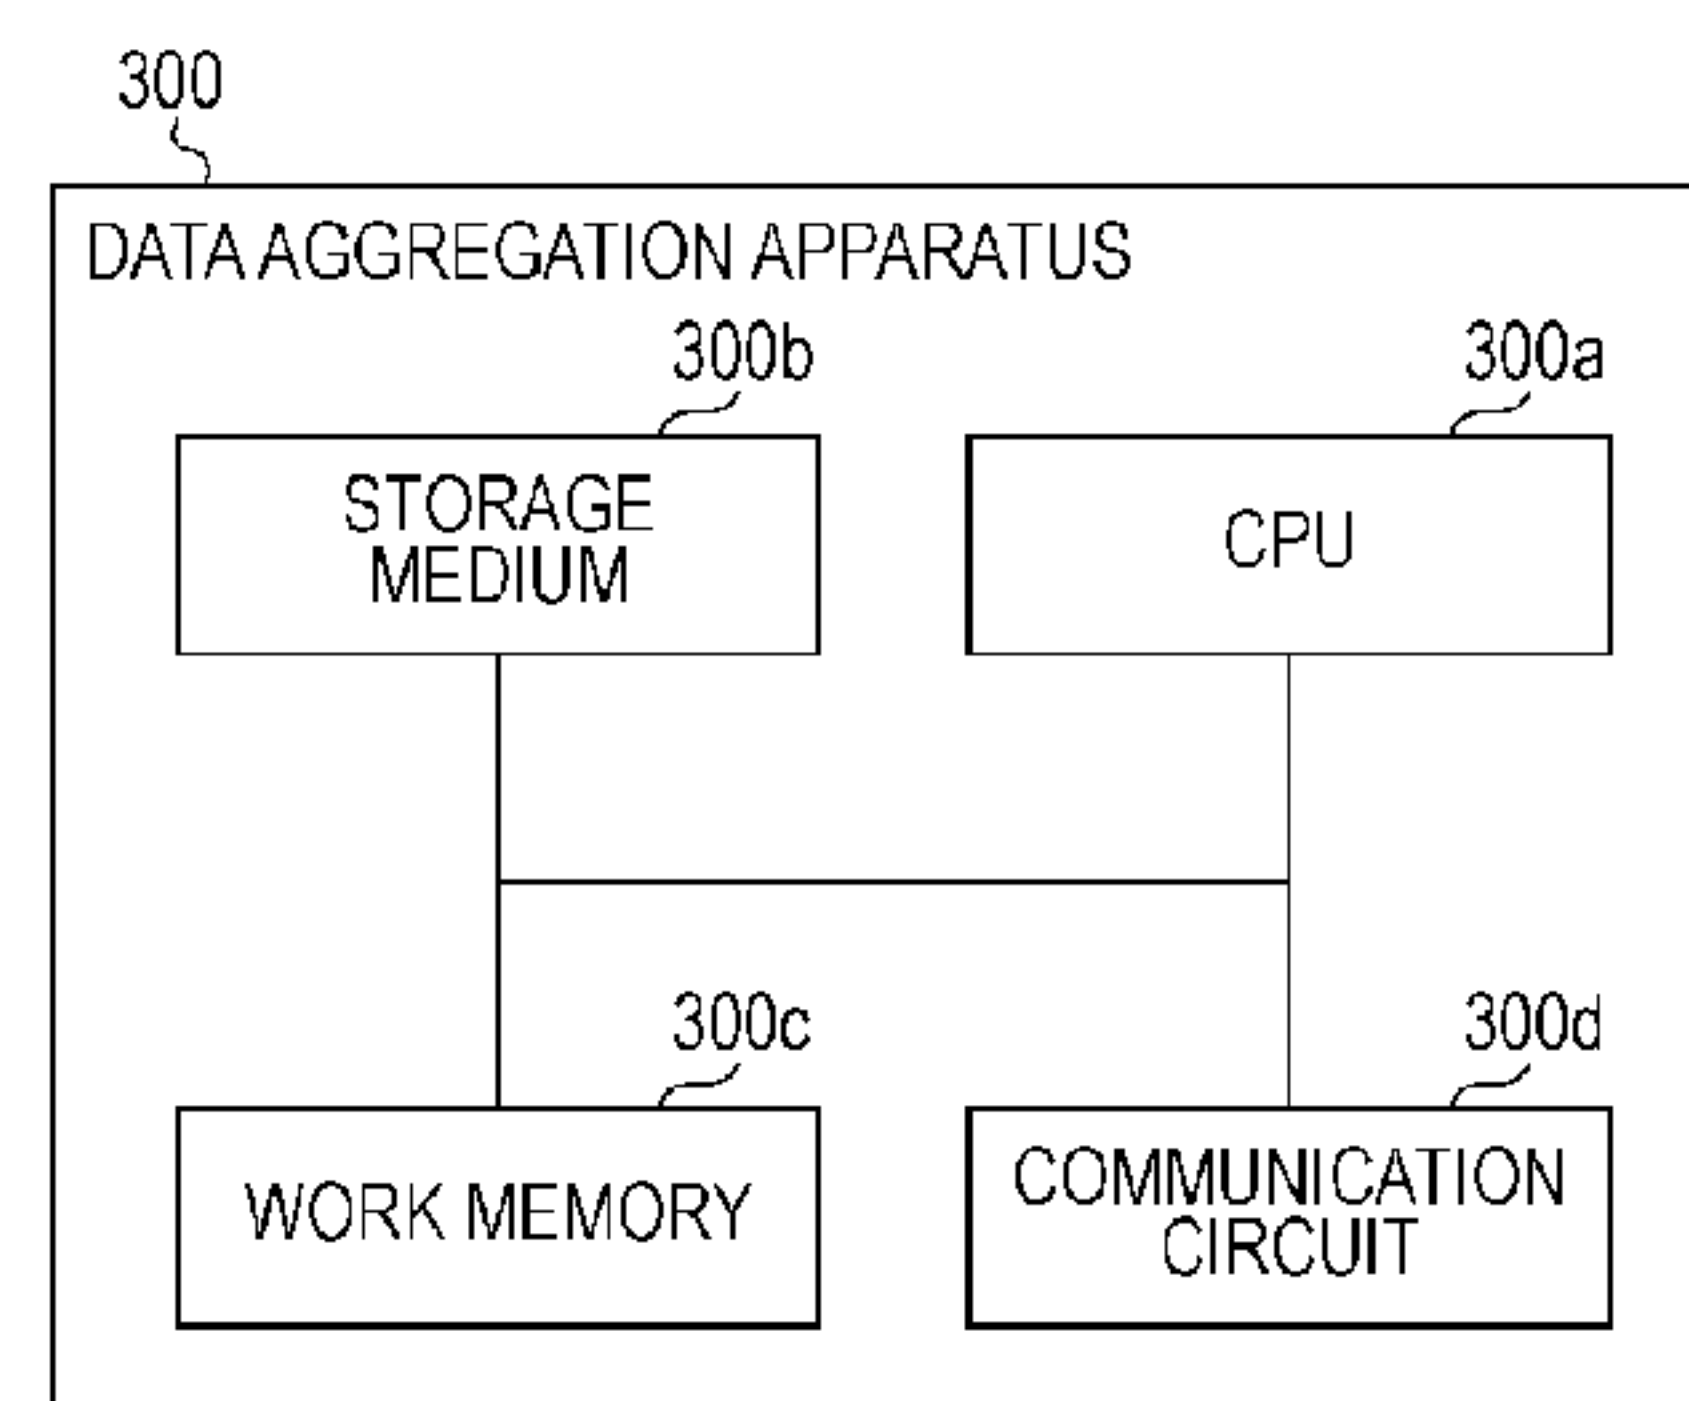 300
DATA AGGREGATION APPARATUS
300b
300a
STORAGE
MEDIUM
CPU
300c
300d
WORK MEMORY
COMMUNICATION
CIRCUIT